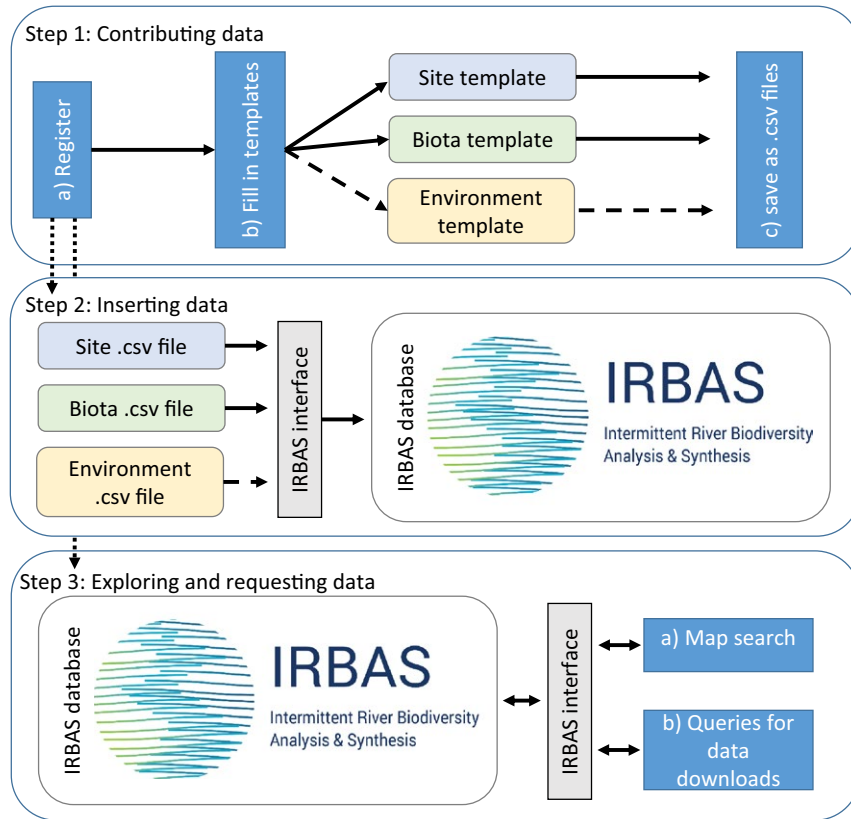 Step 1: Contributing data
a) Register
b) Fill in templates
Site template
Biota template
Environment
template
c) save as .csv files
Step 2: Inserting data
Site .csv file
Biota .csv file
Environment
.csv file
IRBAS interface
IRBAS database
IRBAS
Intermittent River Biodiversity
Analysis & Synthesis
Step 3: Exploring and requesting data
IRBAS database
IRBAS
Intermittent River Biodiversity
Analysis & Synthesis
IRBAS interface
a) Map search
b) Queries for
data
downloads